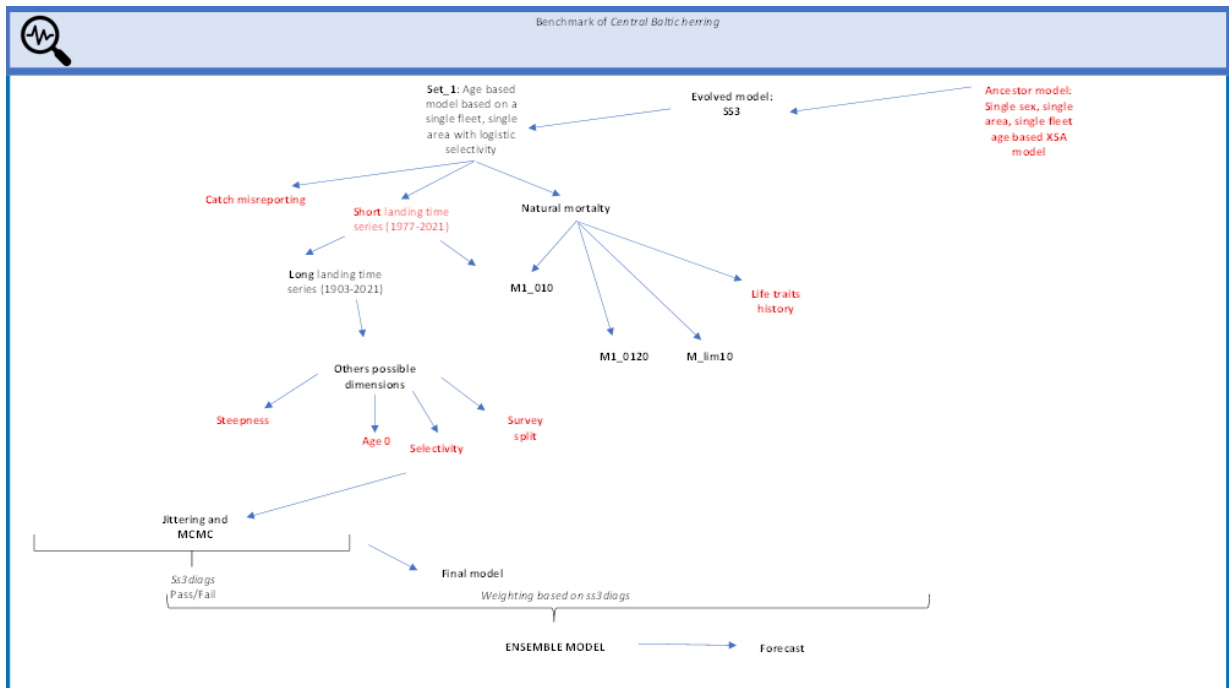 Benchmark of Central Baltic herring
Set_1: Age based
model based on a
single fleet, single
area with logistic
selectivity
Evolved model:
SS3
Ancestor model:
Single sex, single
area, single fleet
age based XSA
model
Catch misreporting
Short landing time
series (1977-2021)
Natural mortalty
Long landing time
series (1903-2021)
M1_010
Life traits
history
M1_0120
M_lim10
Others possible
dimensions
Steepness
Age 0
Selectivity
Survey
split
Jittering and
MCMC
Final model
Ss3diags
Pass/Fail
Weighting based on ss3diags
ENSEMBLE MODEL
Forecast